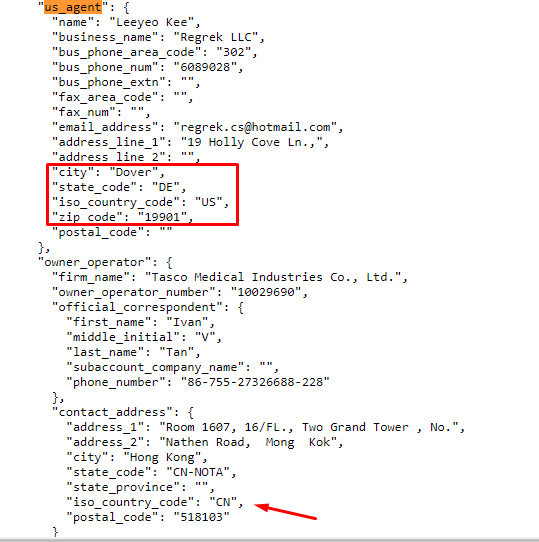 "us_agent": {
"name": "Leeyeo Kee",
"business_name": "Regrek LLC",
"bus_phone_area_code": "302",
"bus_phone_num": "6089028",
"bus_phone_extn": "",
"fax_area_code": "",
"fax_num": "",
"email_address": "regrek.cs@hotmail.com",
"address_line_1": "19 Holly Cove Ln.,",
"address_line_2": "",
"city": "Dover",
"state_code": "DE",
"iso_country_code": "US",
"zip_code": "19901",
"postal_code": ""
},
"owner_operator": {
"firm_name": "Tasco Medical Industries Co., Ltd.",
"owner_operator_number": "10029690",
"official_correspondent": {
"first_name": "Ivan",
"middle_initial": "V",
"last_name": "Tan",
"subaccount_company_name": "",
"phone_number": "86-755-27326688-228"
},
"contact_address": {
"address_1": "Room 1607, 16/FL., Two Grand Tower , No.",
"address_2": "Nathen Road,  Mong  Kok",
"city": "Hong Kong",
"state_code": "CN-NOTA",
"state_province": "",
"iso_country_code": "CN",
"postal_code": "518103"
}